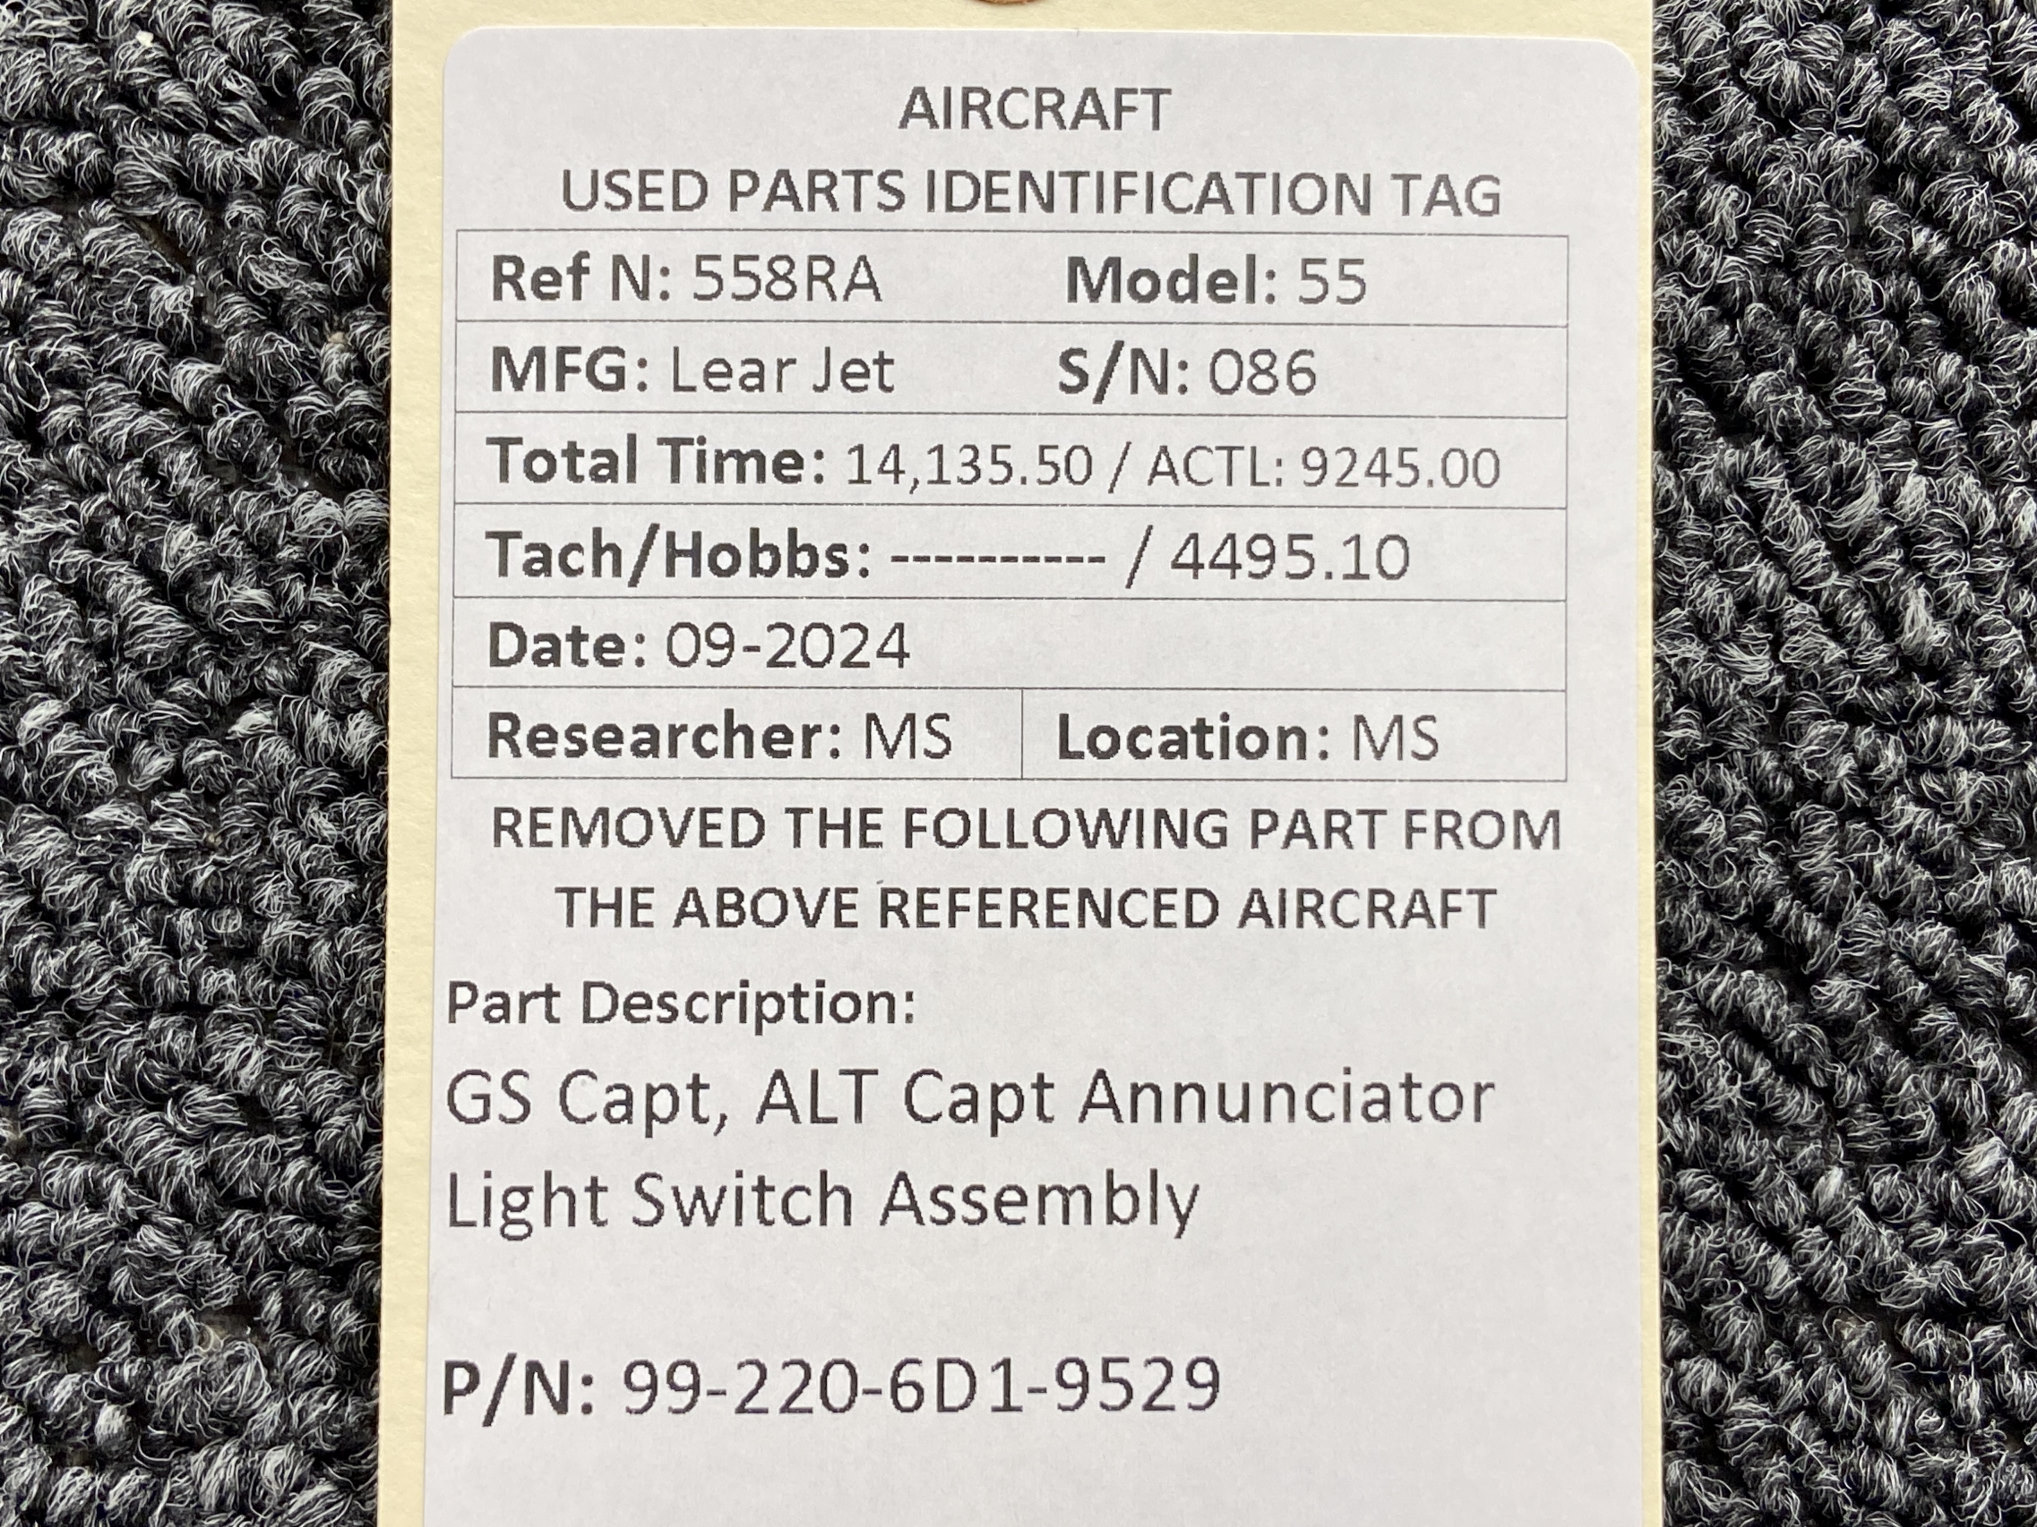 AIRCRAFT
USED PARTS IDENTIFICATION TAG
Ref N: 558RA Model: 55
MFG: Lear Jet S/N: 086
Total Time: 14,135.50 / ACTL: 9245.00
Tach/Hobbs: ---------- / 4495.10
Date: 09-2024
Researcher: MS Location: MS
REMOVED THE FOLLOWING PART FROM
THE ABOVE REFERENCED AIRCRAFT
Part Description:
GS Capt, ALT Capt Annunciator
Light Switch Assembly
P/N: 99-220-6D1-9529